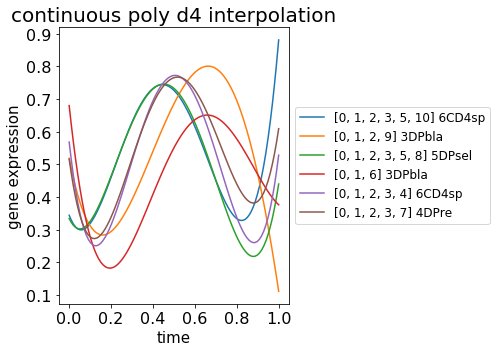 continuous poly d4 interpolation
gene expression
0.9
0.8
0.7
0.6
0.5
0.4
0.3
0.2
0.1
0.0 0.2 0.4 0.6 0.8 1.0
time
[0, 1, 2, 3, 5, 10] 6CD4sp
[0, 1, 2, 9] 3DPbla
[0, 1, 2, 3, 5, 8] 5DPsel
[0, 1, 6] 3DPbla
[0, 1, 2, 3, 4] 6CD4sp
[0, 1, 2, 3, 7] 4DPre